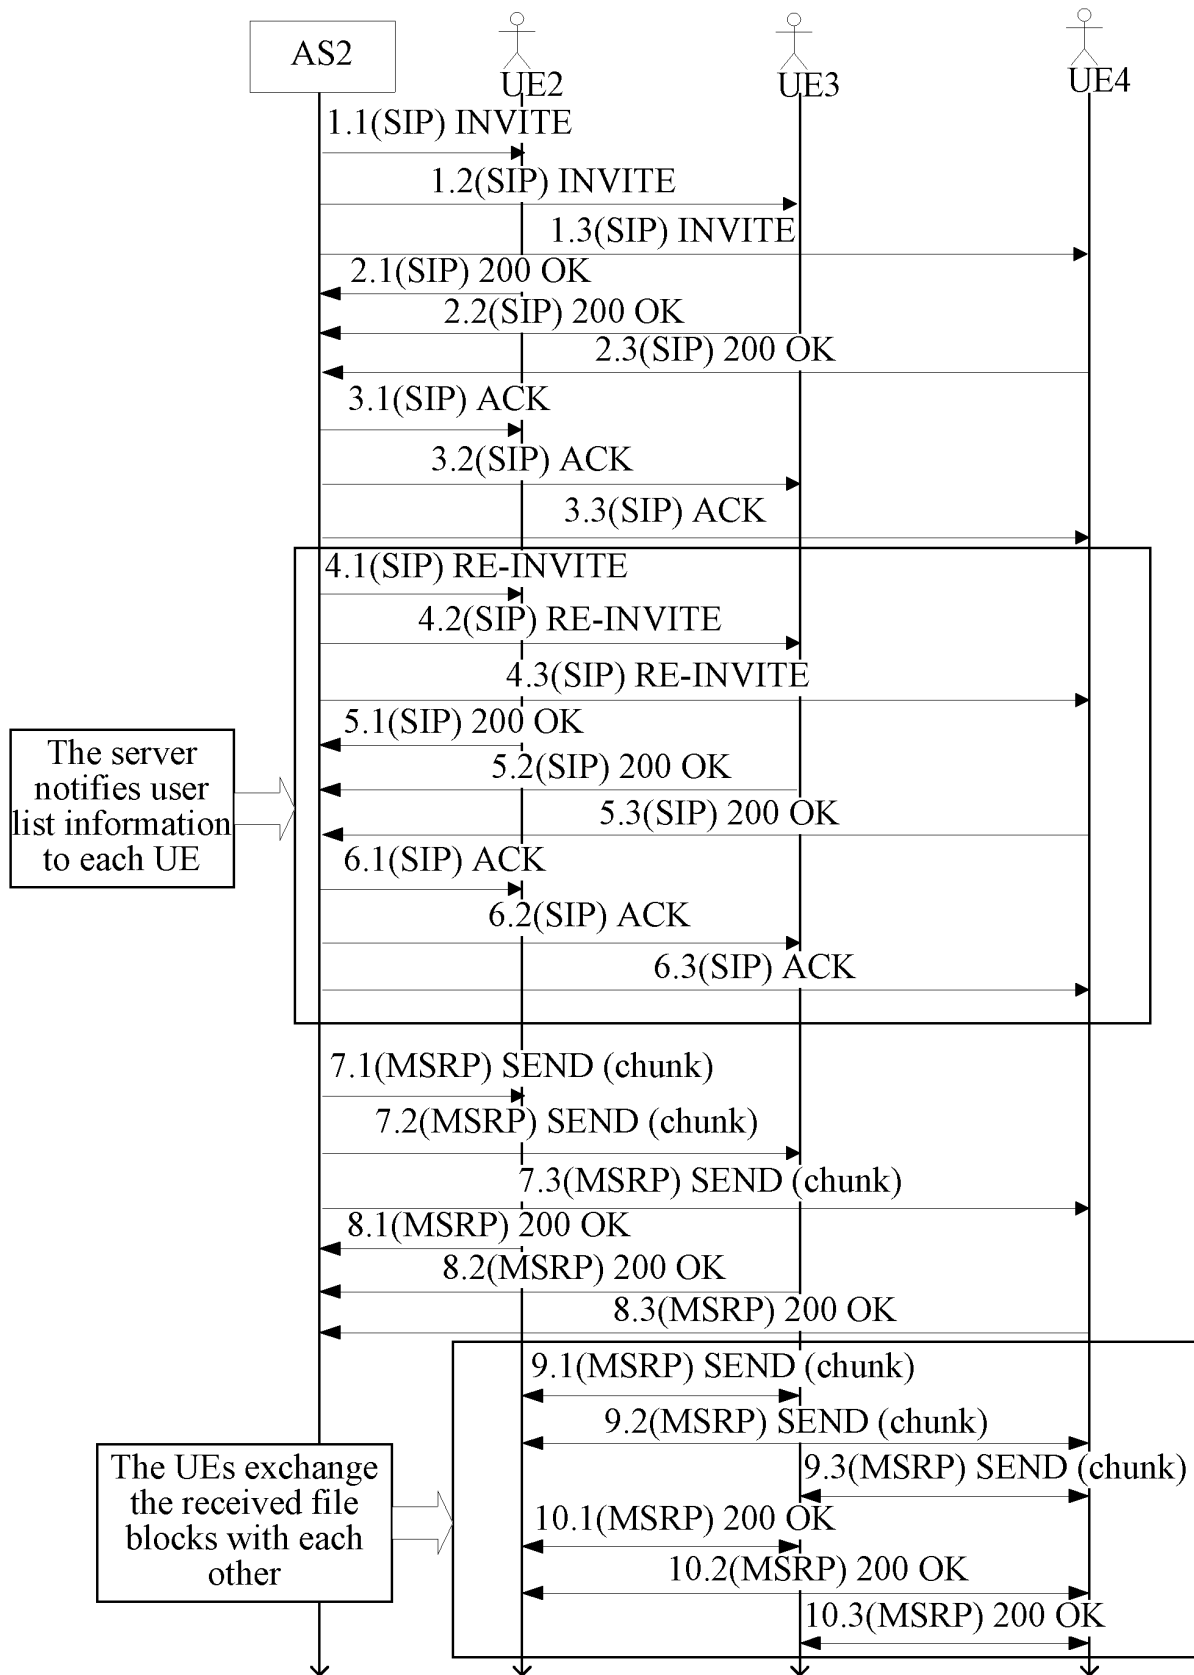 AS2
UE2
UE3
UE4
1.1(SIP) INVITE
1.2(SIP) INVITE
1.3(SIP) INVITE
2.1(SIP) 200 OK
2.2(SIP) 200 OK
2.3(SIP) 200 OK
3.1(SIP) ACK
3.2(SIP) ACK
3.3(SIP) ACK
4.1(SIP) RE-INVITE
4.2(SIP) RE-INVITE
4.3(SIP) RE-INVITE
5.1(SIP) 200 OK
5.2(SIP) 200 OK
5.3(SIP) 200 OK
6.1(SIP) ACK
6.2(SIP) ACK
6.3(SIP) ACK
The server
notifies user
list information
to each UE
7.1(MSRP) SEND (chunk)
7.2(MSRP) SEND (chunk)
7.3(MSRP) SEND (chunk)
8.1(MSRP) 200 OK
8.2(MSRP) 200 OK
8.3(MSRP) 200 OK
9.1(MSRP) SEND (chunk)
9.2(MSRP) SEND (chunk)
9.3(MSRP) SEND (chunk)
10.1(MSRP) 200 OK
10.2(MSRP) 200 OK
10.3(MSRP) 200 OK
The UEs exchange
the received file
blocks with each
other